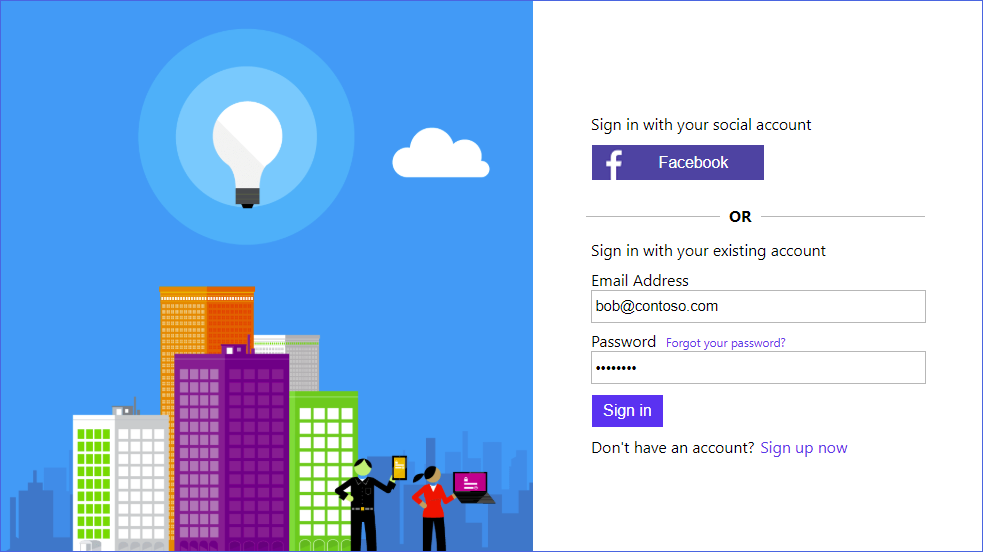 Sign in with your social account
Facebook
OR
Sign in with your existing account
Email Address
bob@contoso.com
Password Forgot your password?
••••••••
Sign in
Don't have an account? Sign up now